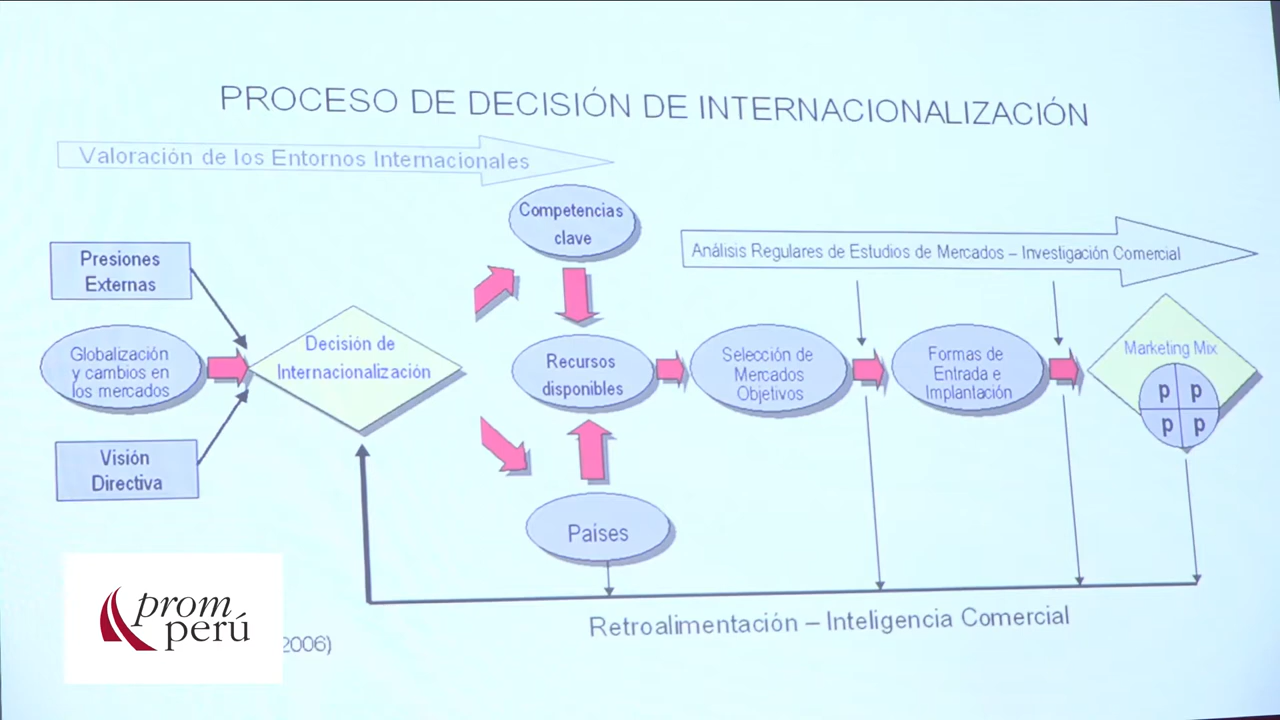 PROCESO DE DECISIÓN DE INTERNACIONALIZACIÓN
Valoración de los Entornos Internacionales
Competencias
clave
Análisis Regulares de Estudios de Mercados – Investigación Comercial
Presiones
Externas
Globalización
y cambios en
los mercados
Visión
Directiva
Decisión de
Internacionalización
Recursos
disponibles
Países
Selección de
Mercados
Objetivos
Formas de
Entrada e
Implantación
Marketing Mix
p p
p p
Retroalimentación – Inteligencia Comercial
prom
perú
2006)